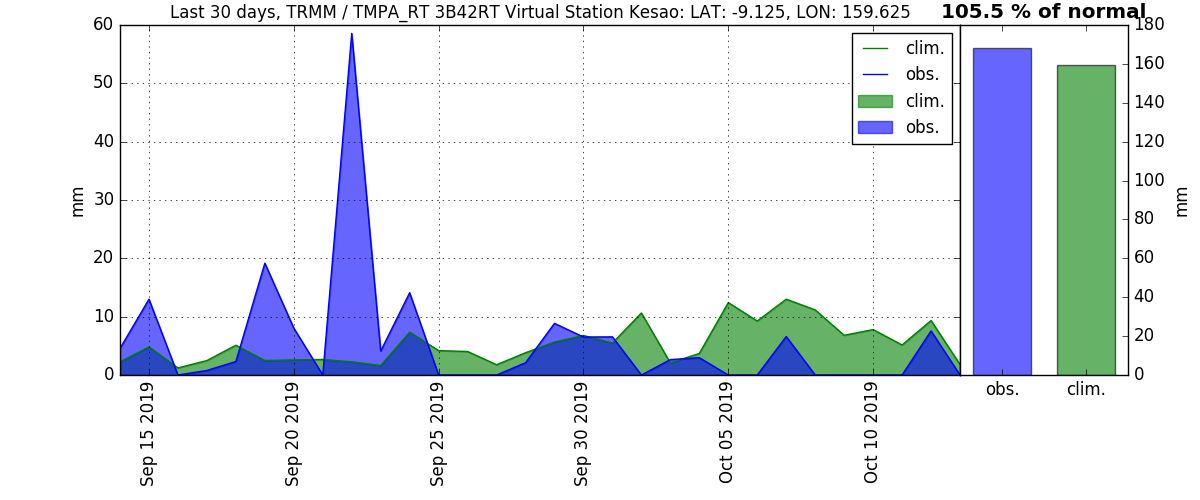 Last 30 days, TRMM / TMPA_RT 3B42RT Virtual Station Kesao: LAT: -9.125, LON: 159.625
105.5 % of normal
60
50
40
30
20
10
0
mm
clim.
obs.
clim.
obs.
180
160
140
120
100
80
60
40
20
0
mm
obs.
clim.
Sep 15 2019
Sep 20 2019
Sep 25 2019
Sep 30 2019
Oct 05 2019
Oct 10 2019